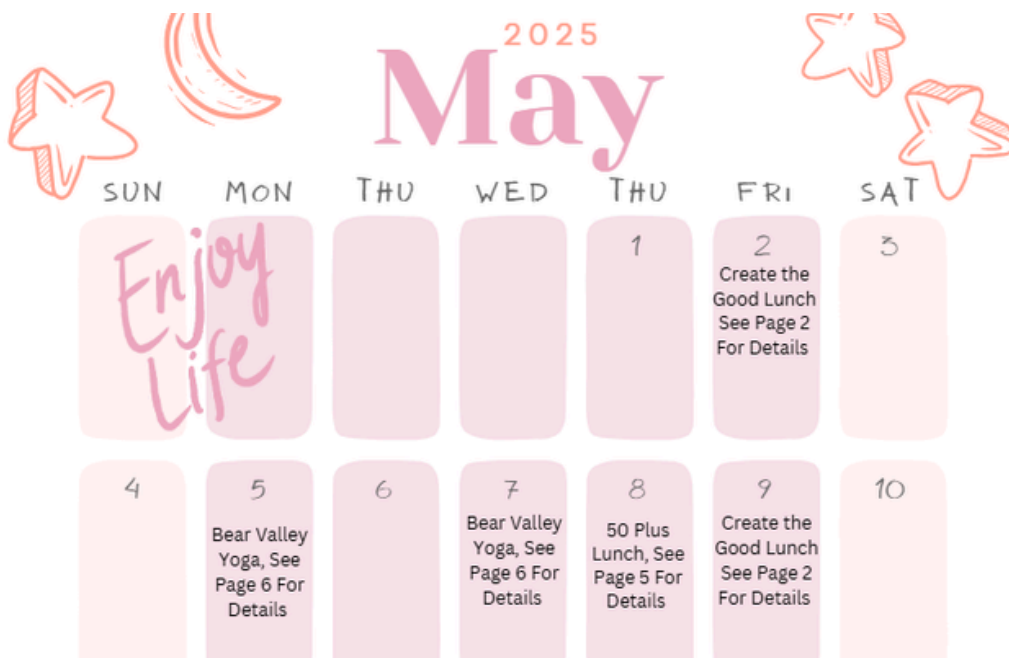 2025
May
SUN MON THU WED THU FRI SAT
Enjoy
Life
1 2 3
Create the
Good Lunch
See Page 2
For Details
4 5 6 7 8 9 10
Bear Valley
Yoga, See
Page 6 For
Details
Bear Valley
Yoga, See
Page 6 For
Details
50 Plus
Lunch, See
Page 5 For
Details
Create the
Good Lunch
See Page 2
For Details